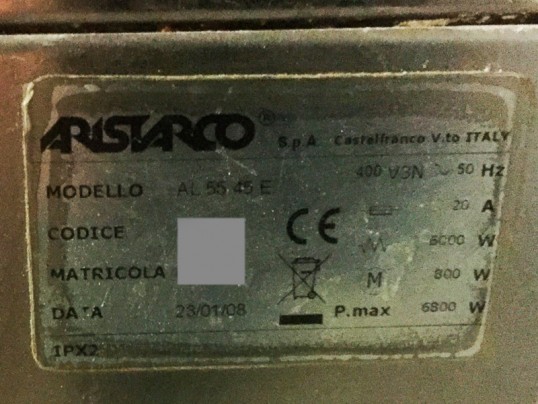 ARISTARCO® S.p.A. Castelfranco V.to ITALY
MODELLO AL 55 45 E 400 V3N ~ 50 Hz
CODICE CE 20 A
6000 W
MATRICOLA M 800 W
DATA 23/01/08 P.max 6800 W
IPX2